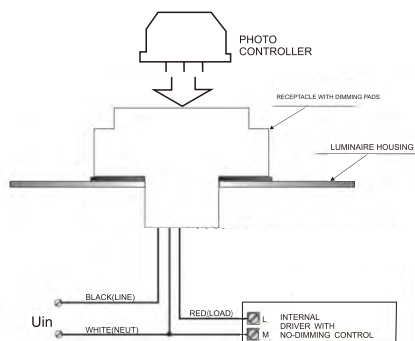 PHOTO
CONTROLLER
RECEPTACLE WITH DIMMING PADS
LUMINAIRE HOUSING
BLACK(LINE)
Uin
RED(LOAD)
WHITE(NEUT)
L
INTERNAL
DRIVER WITH
M
NO-DIMMING CONTROL